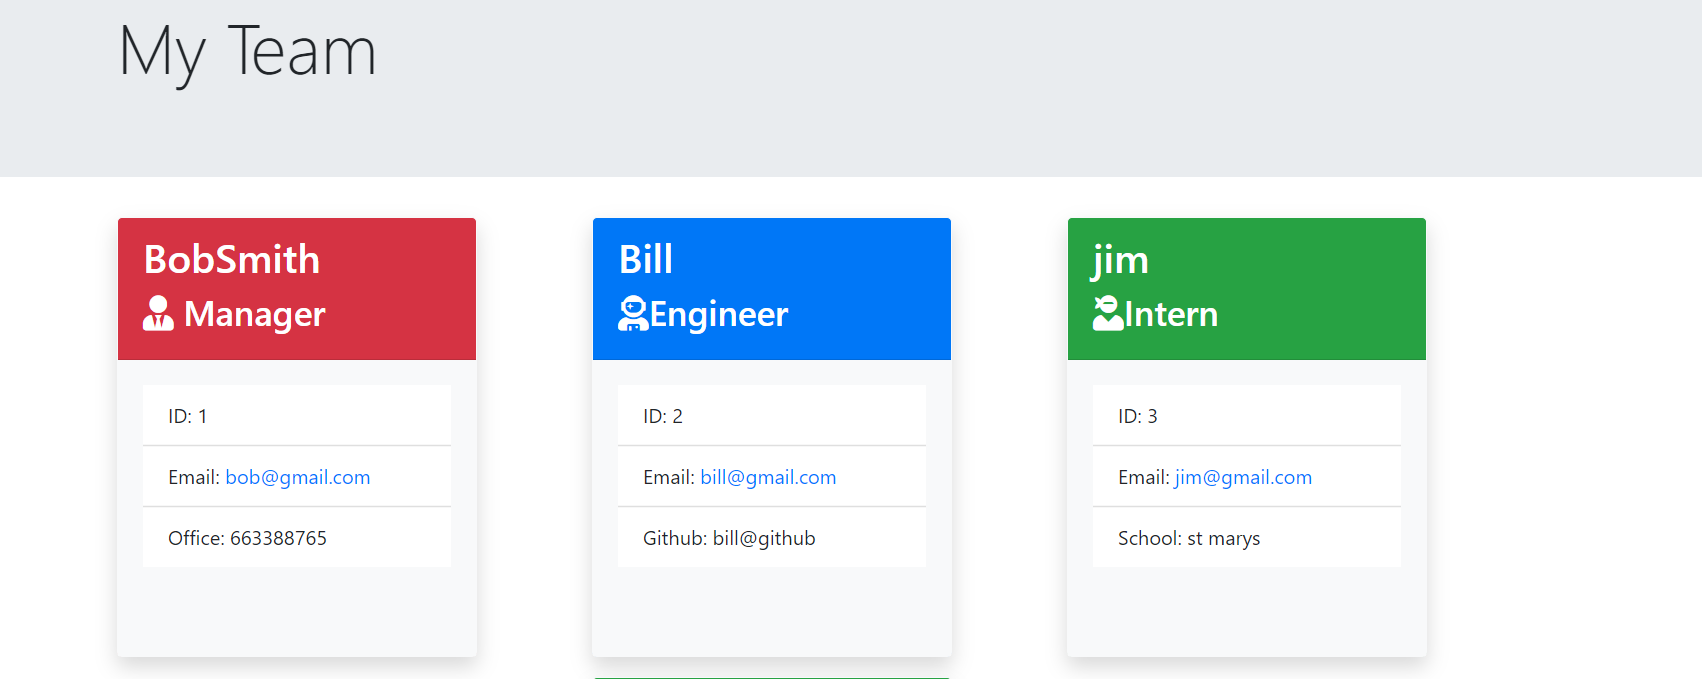 My Team
BobSmith
Manager
ID: 1
Email: bob@gmail.com
Office: 663388765
Bill
Engineer
ID: 2
Email: bill@gmail.com
Github: bill@github
jim
Intern
ID: 3
Email: jim@gmail.com
School: st marys